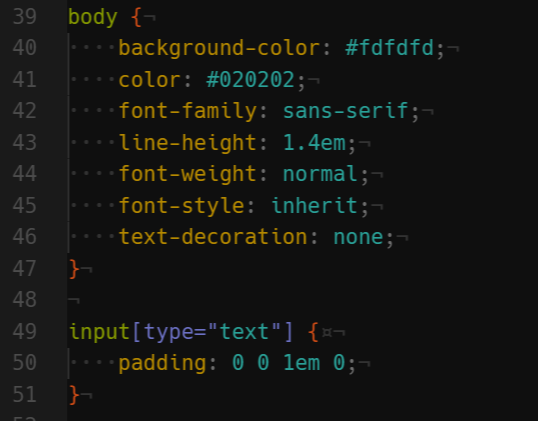 39 body {¬
40 ····background-color: #fdfdfd;¬
41 ····color: #020202;¬
42 ····font-family: sans-serif;¬
43 ····line-height: 1.4em;¬
44 ····font-weight: normal;¬
45 ····font-style: inherit;¬
46 ····text-decoration: none;¬
47 }¬
48 ¬
49 input[type="text"] {¤¬
50 ····padding: 0 0 1em 0;¬
51 }¬